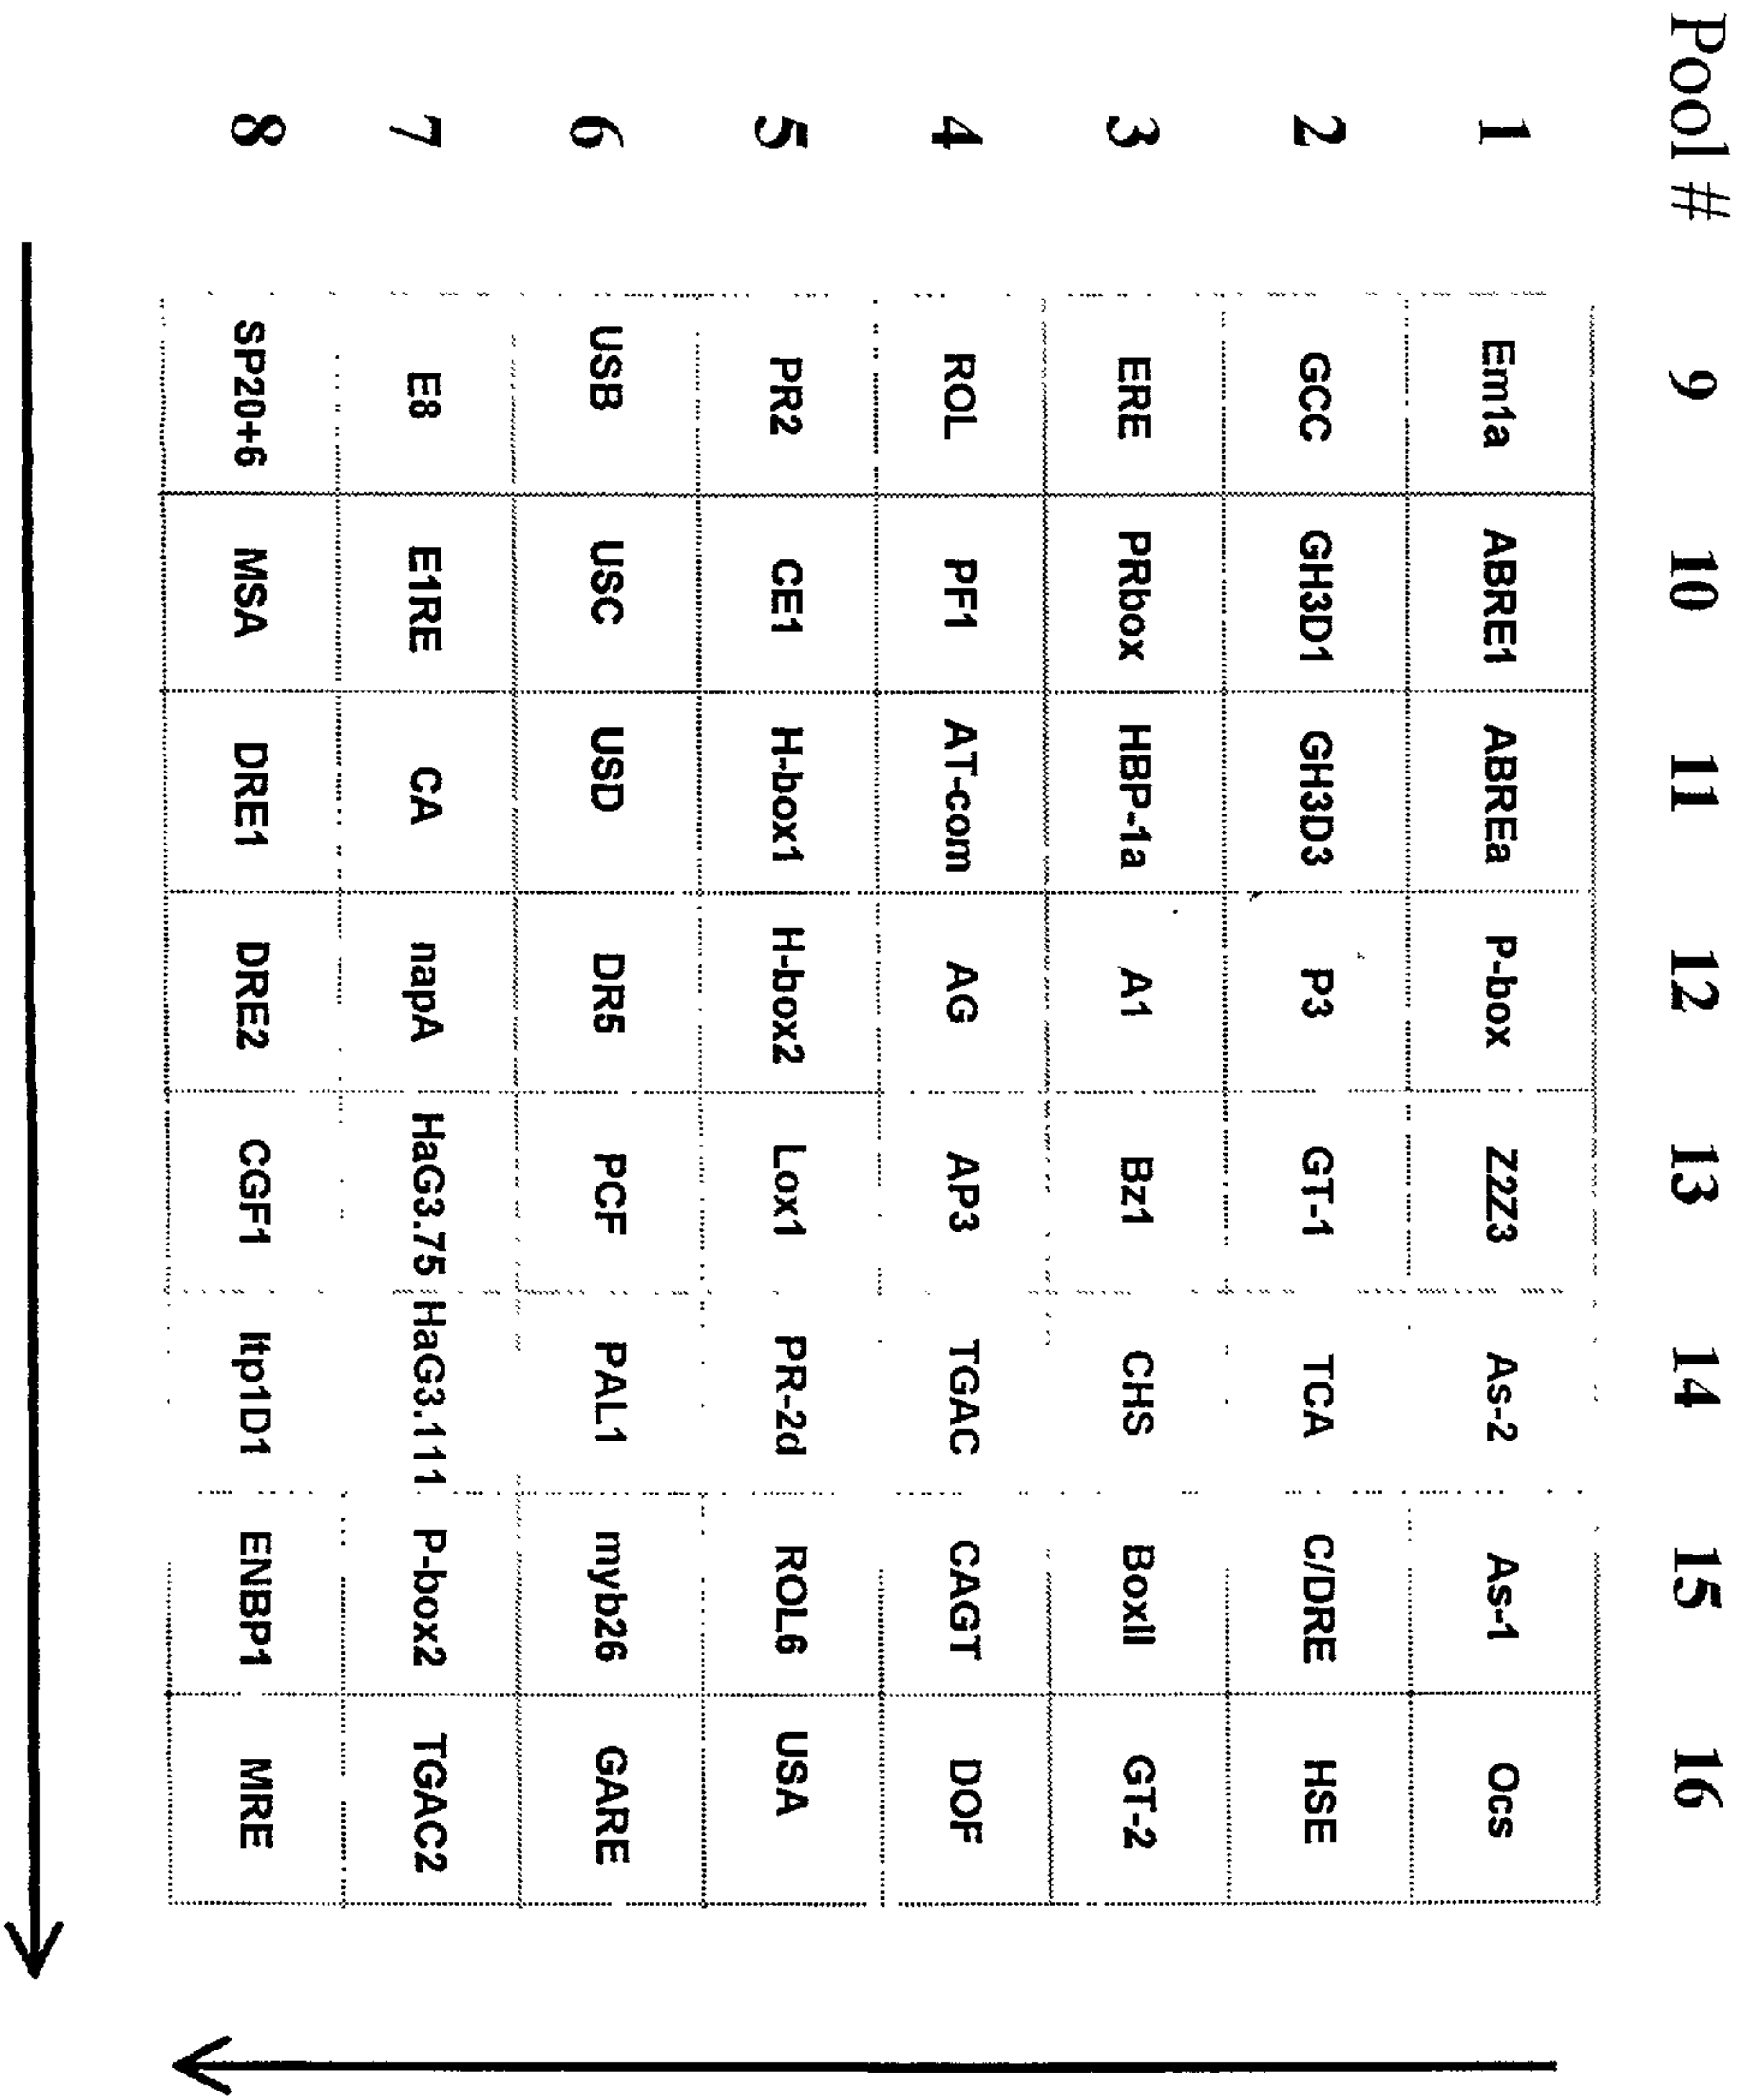 Pool # 9 10 11 12 13 14 15 16
1 Em1a ABRE1 ABREa P-box Z2Z3 As-2 As-1 Ocs
2 GCC GH3D1 GH3D3 P3 GT-1 TCA C/DRE HSE
3 ERE PRbox HBP-1a A1 Bz1 CHS BoxII GT-2
4 ROL PF1 AT-com AG AP3 TGAC CAGT DOF
5 PR2 CE1 H-box1 H-box2 Lox1 PR-2d ROL6 USA
6 USB USC USD DR5 PCF PAL1 myb26 GARE
7 E8 E1RE CA napA HaG3.75 HaG3.111 P-box2 TGAC2
8 SP20+6 MSA DRE1 DRE2 CGF1 ltp1D1 ENBP1 MRE